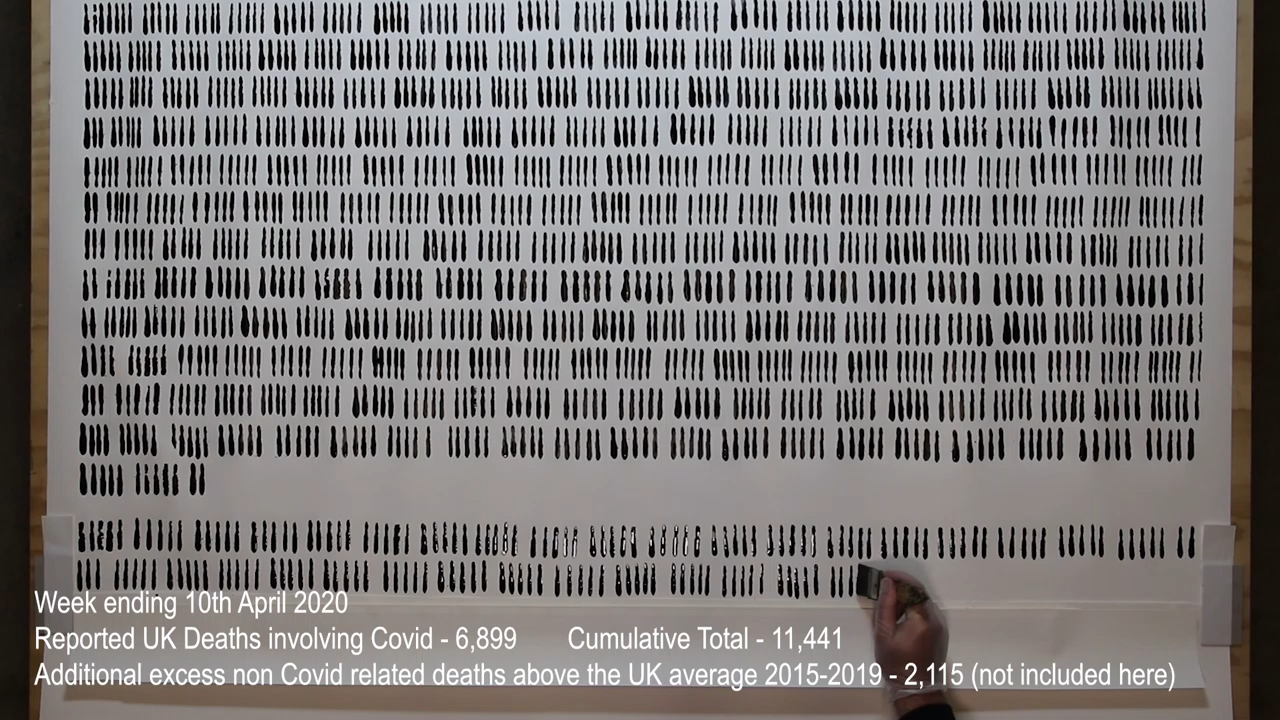 Week ending 10th April 2020
Reported UK Deaths involving Covid - 6,899 Cumulative Total - 11,441
Additional excess non Covid related deaths above the UK average 2015-2019 - 2,115 (not included here)